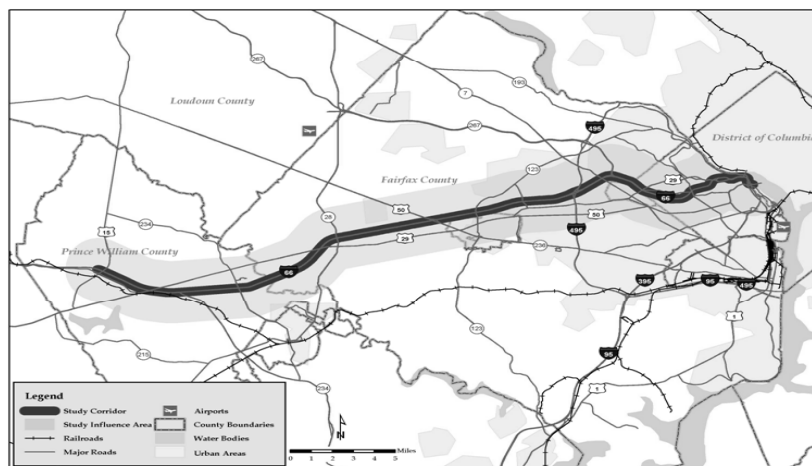 267
193
7
Loudoun County
495
267
District of Columbia
123
29
Fairfax County
66
50
50
28
15
234
29
495
236
Prince William County
66
395
95
495
123
1
215
95
234
1
Legend
Study Corridor
Airports
Study Influence Area
County Boundaries
Railroads
Water Bodies
Major Roads
Urban Areas
N
Miles
0 1 2 3 4 5